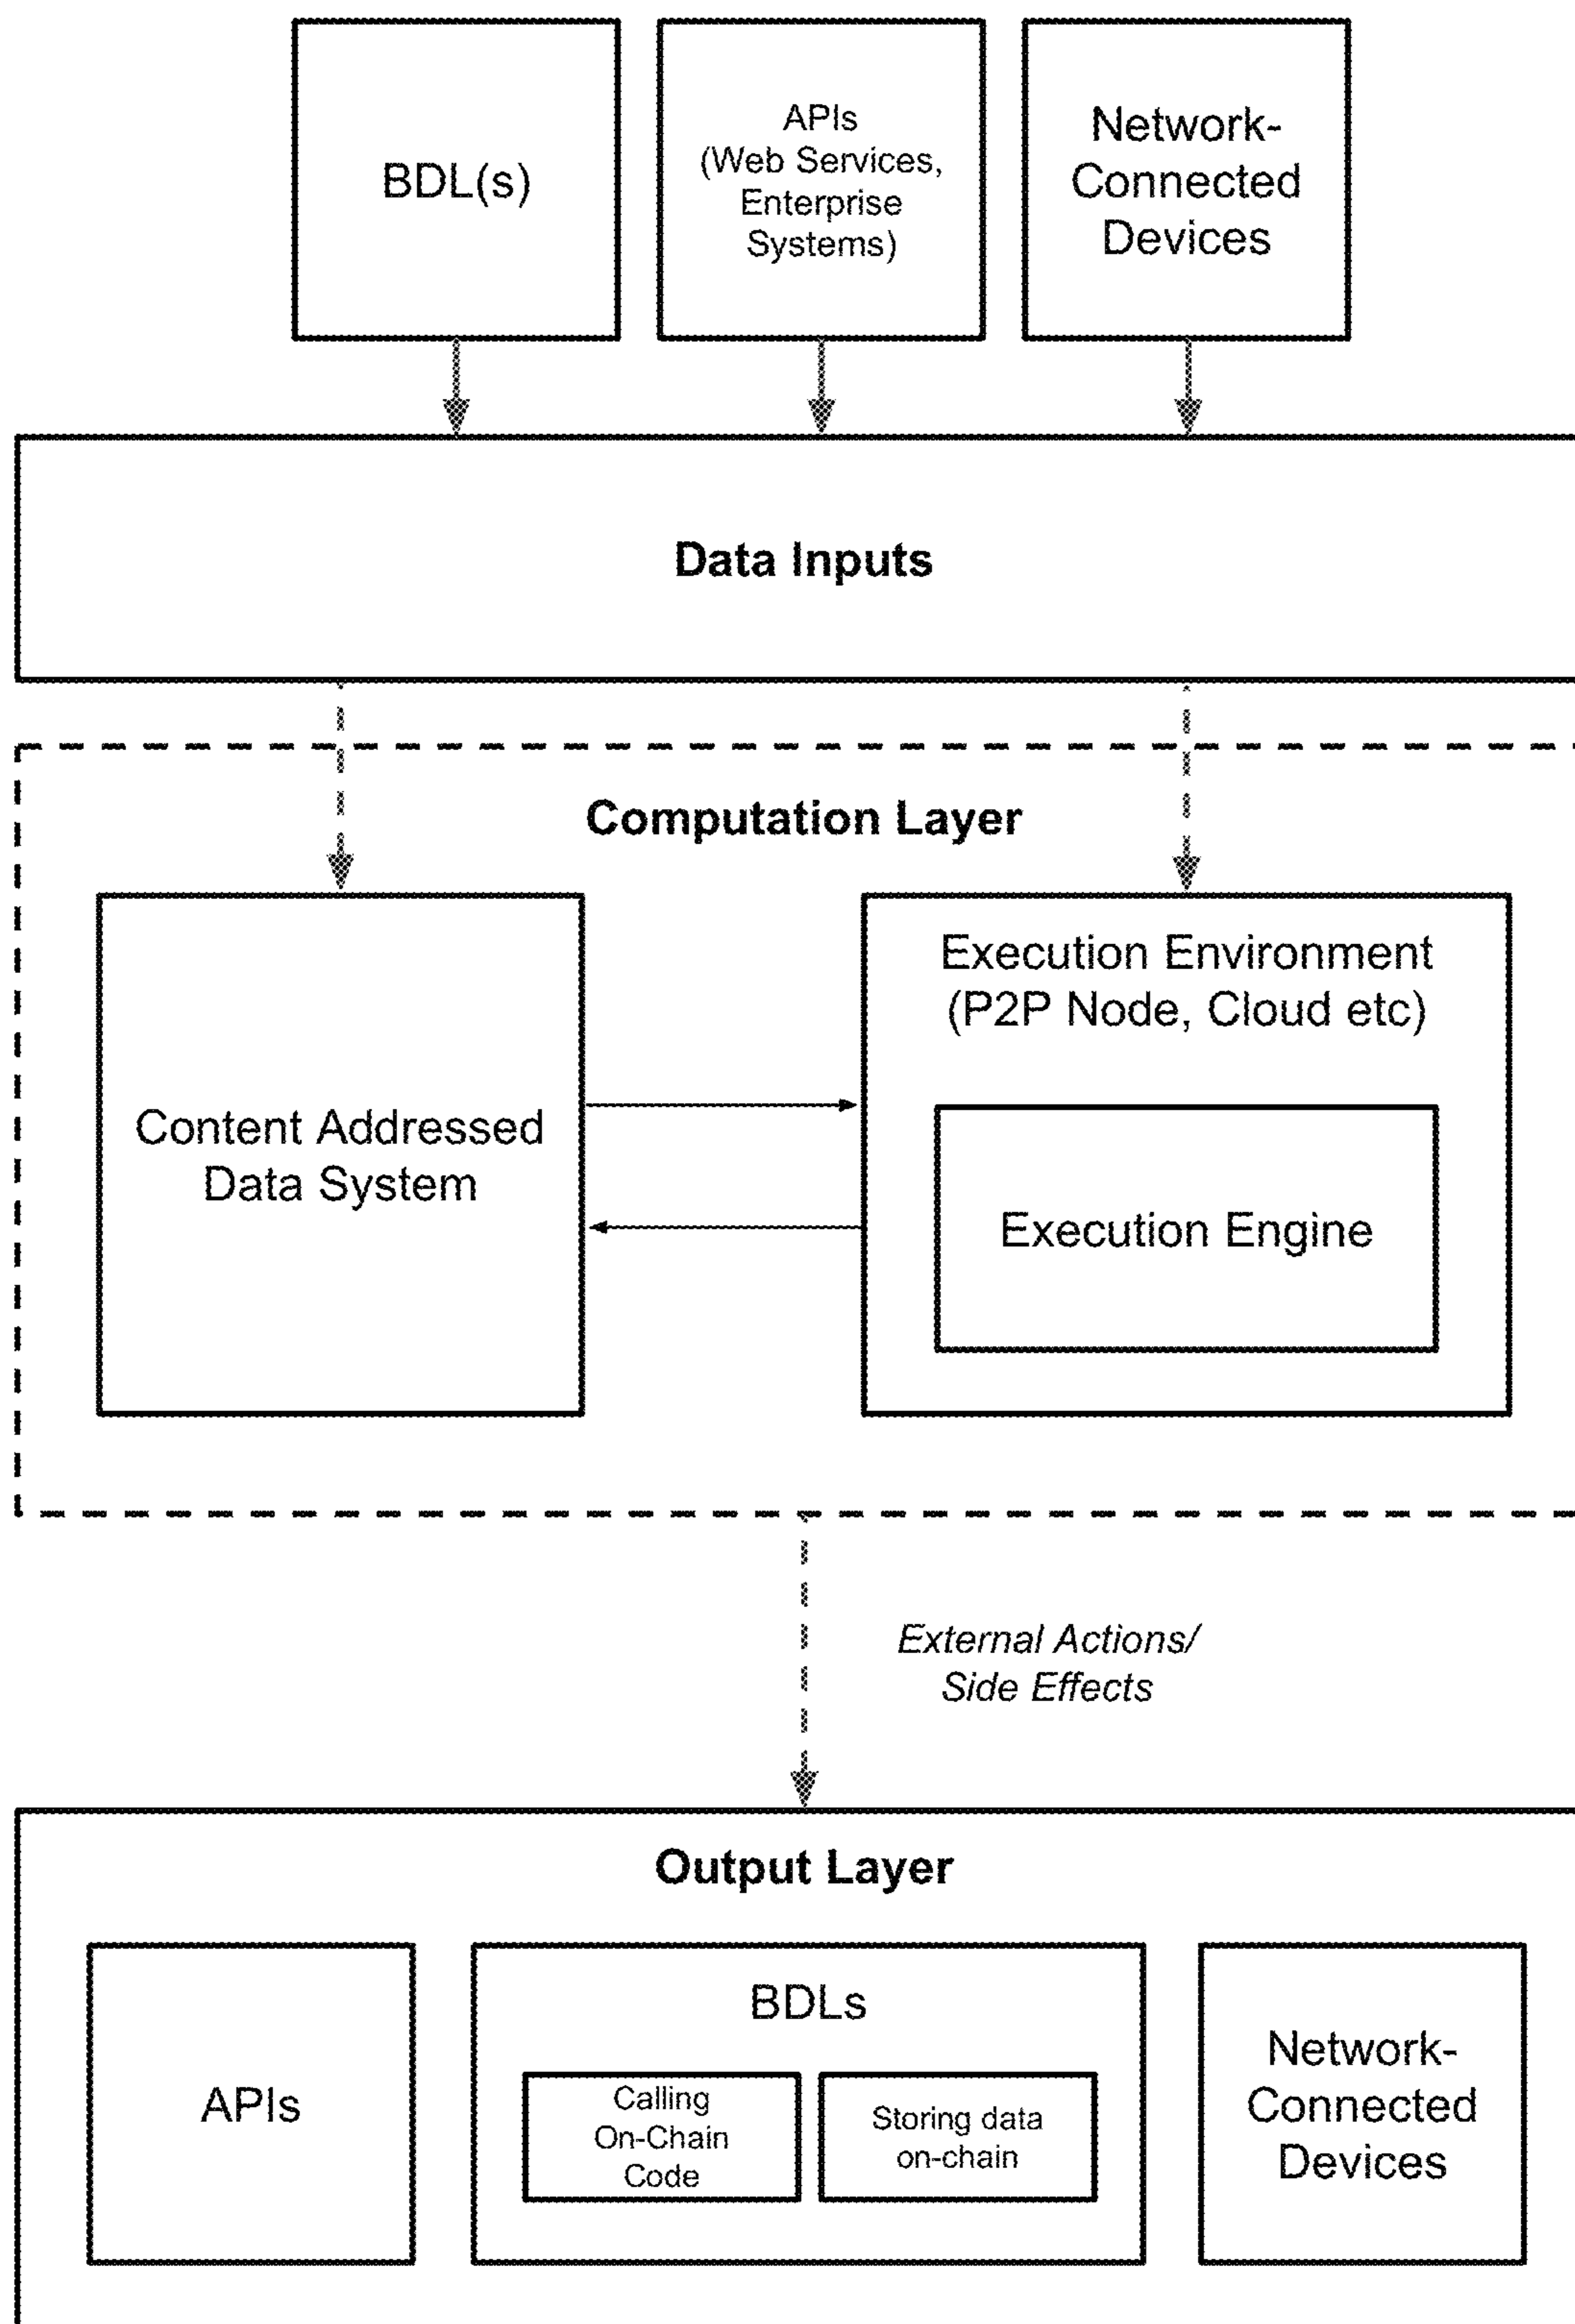 BDL(s)
APIs
(Web Services,
Enterprise
Systems)
Network-
Connected
Devices
Data Inputs
Computation Layer
Content Addressed
Data System
Execution Environment
(P2P Node, Cloud etc)
Execution Engine
External Actions/
Side Effects
Output Layer
APIs
BDLs
Calling
On-Chain
Code
Storing data
on-chain
Network-
Connected
Devices